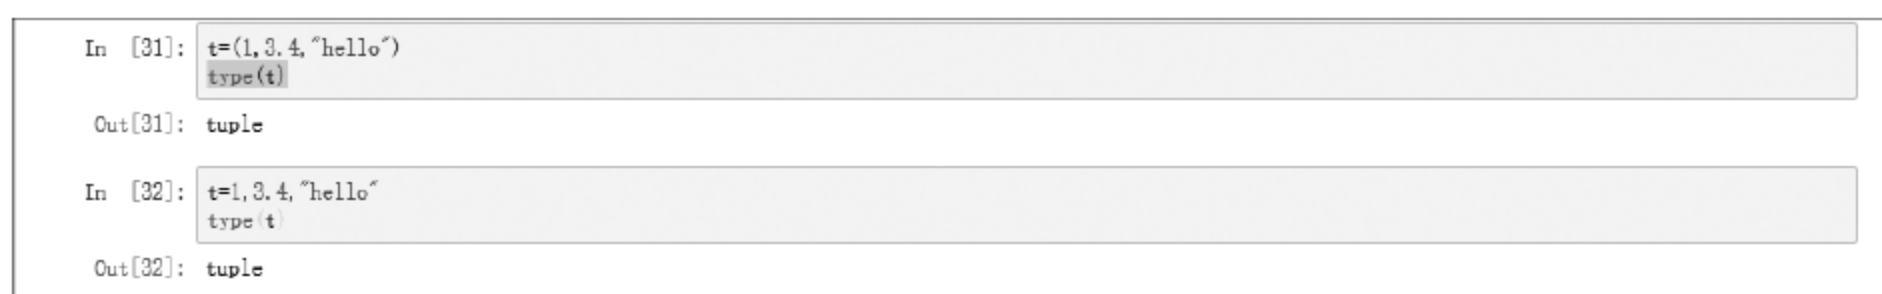 In [31]: t=(1,3.4,"hello")
type(t)
Out[31]: tuple
In [32]: t=1,3.4,"hello"
type(t)
Out[32]: tuple